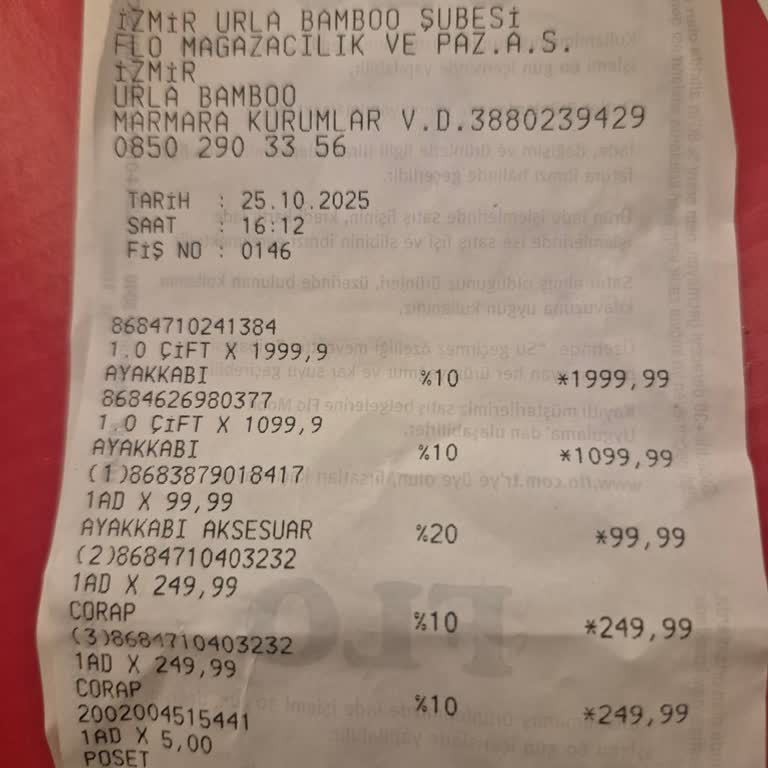 İZMİR URLA BAMBOO ŞUBESİ
FLO MAGAZACILIK VE PAZ.A.S.
İZMİR
URLA BAMBOO
MARMARA KURUMLAR V.D.3880239429
0850 290 33 56
TARİH : 25.10.2025
SAAT : 16:12
FİŞ NO : 0146
8684710241384
1.0 ÇİFT X 1999,9
AYAKKABI %10 *1999,99
8684626980377
1.0 ÇİFT X 1099,9
AYAKKABI %10 *1099,99
(1)8683879018417
1AD X 99,99
AYAKKABI AKSESUAR %20 *99,99
(2)8684710403232
1AD X 249,99
CORAP %10 *249,99
(3)8684710403232
1AD X 249,99
CORAP %10 *249,99
2002004515441
1AD X 5,00
POSET